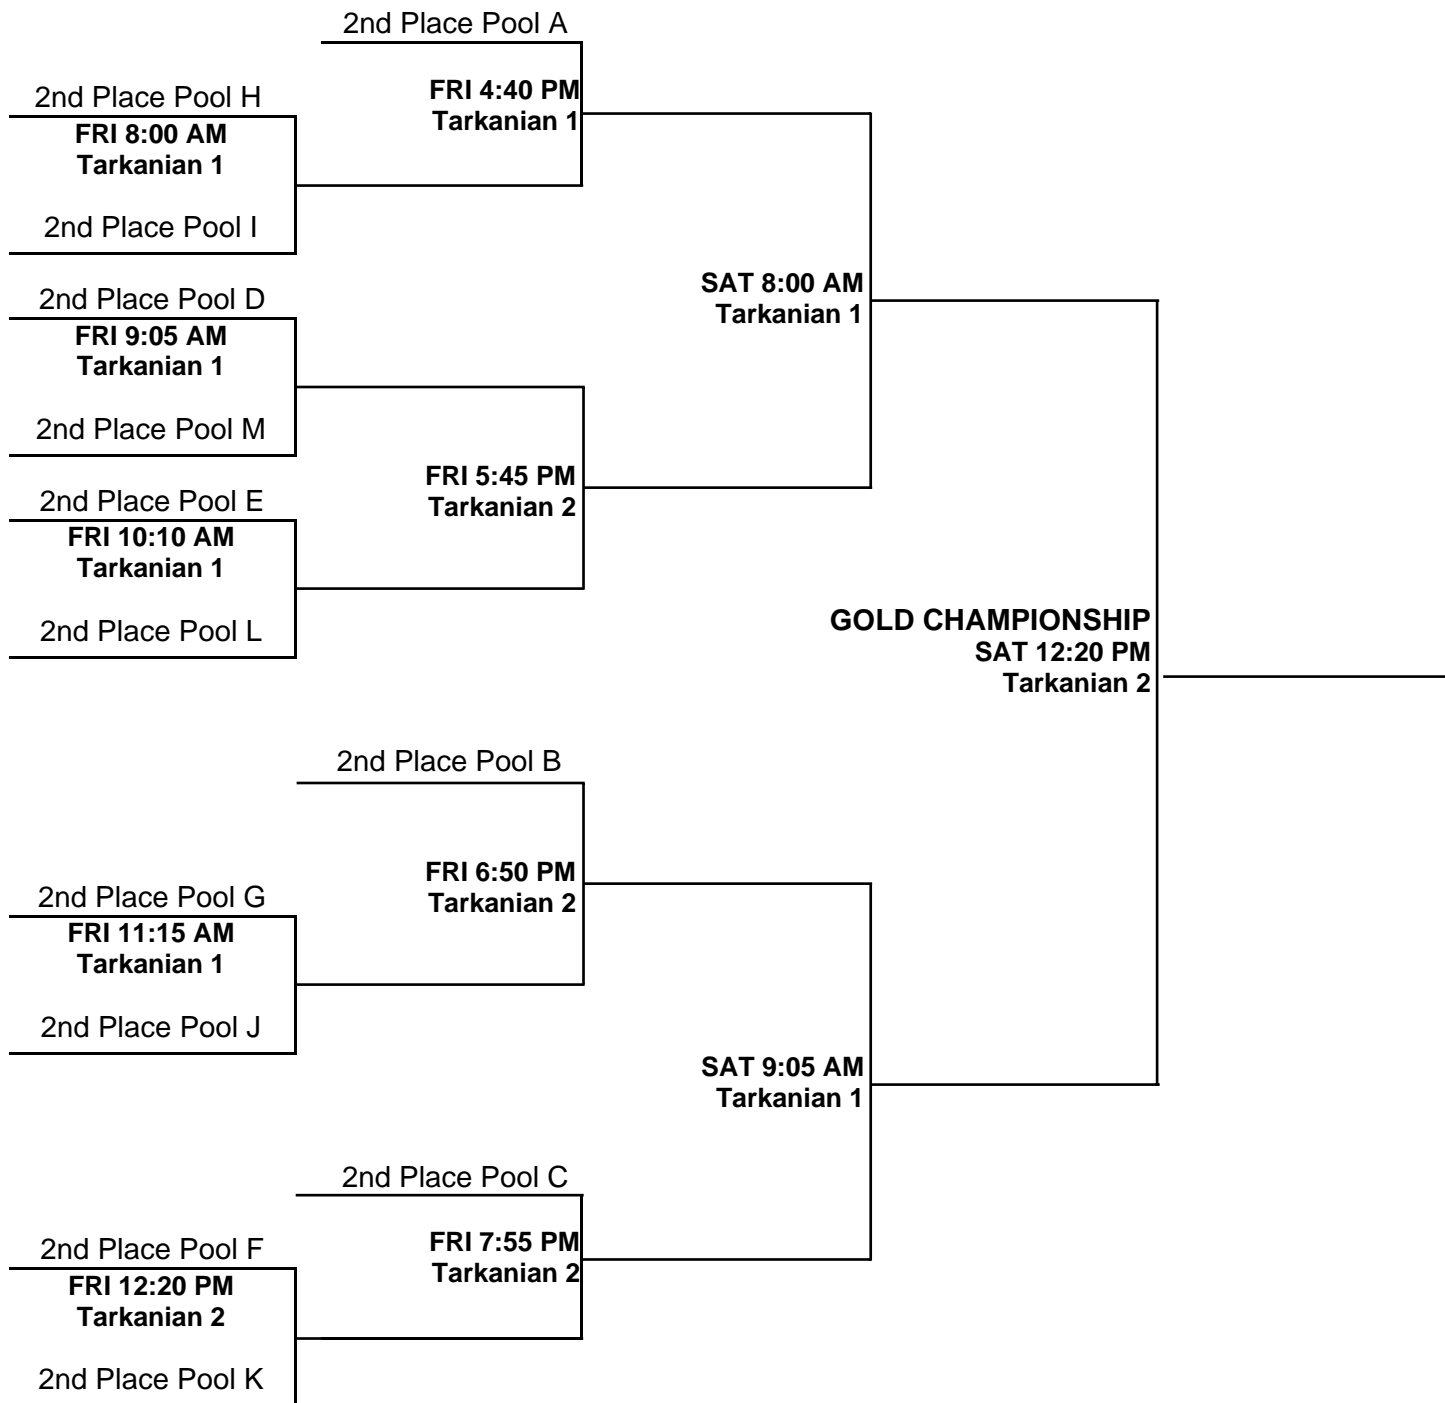 2nd Place Pool A
2nd Place Pool H
FRI 4:40 PM
Tarkanian 1
FRI 8:00 AM
Tarkanian 1
2nd Place Pool I
2nd Place Pool D
SAT 8:00 AM
Tarkanian 1
FRI 9:05 AM
Tarkanian 1
2nd Place Pool M
FRI 5:45 PM
Tarkanian 2
2nd Place Pool E
FRI 10:10 AM
Tarkanian 1
2nd Place Pool L
GOLD CHAMPIONSHIP
SAT 12:20 PM
Tarkanian 2
2nd Place Pool B
FRI 6:50 PM
Tarkanian 2
2nd Place Pool G
FRI 11:15 AM
Tarkanian 1
2nd Place Pool J
SAT 9:05 AM
Tarkanian 1
2nd Place Pool C
2nd Place Pool F
FRI 7:55 PM
Tarkanian 2
FRI 12:20 PM
Tarkanian 2
2nd Place Pool K